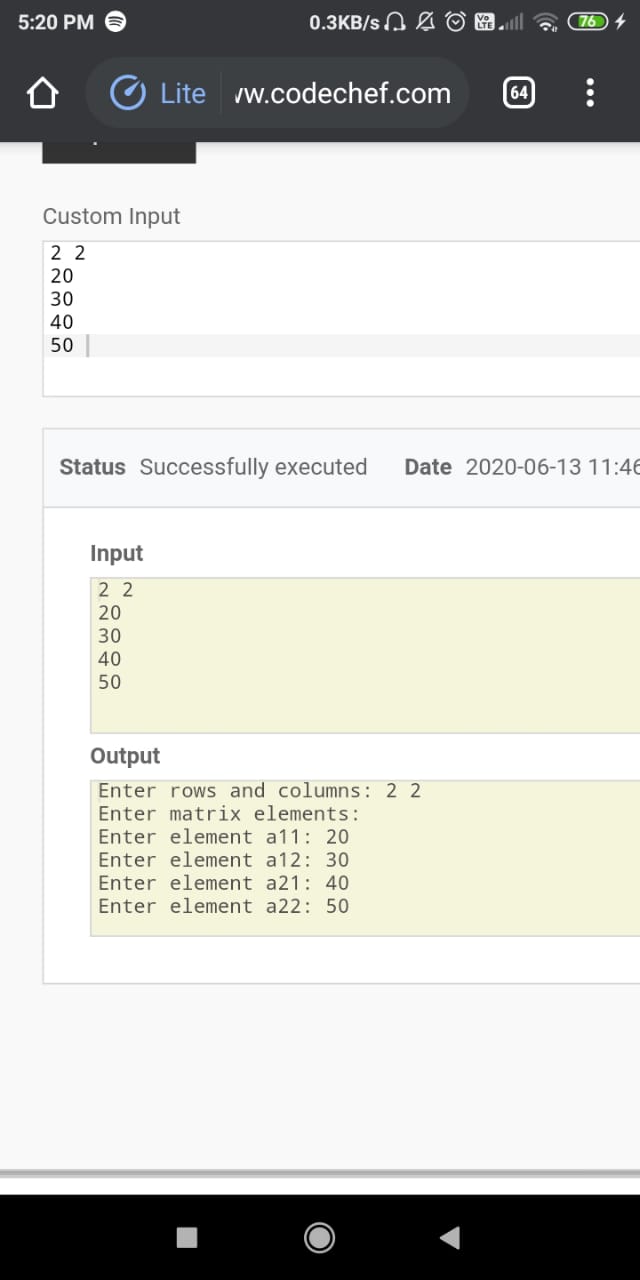 5:20 PM 0.3KB/s Vo LTE 76
Lite /w.codechef.com 64
Custom Input
2 2
20
30
40
50
Status Successfully executed Date 2020-06-13 11:46
Input
2 2
20
30
40
50
Output
Enter rows and columns: 2 2
Enter matrix elements:
Enter element a11: 20
Enter element a12: 30
Enter element a21: 40
Enter element a22: 50